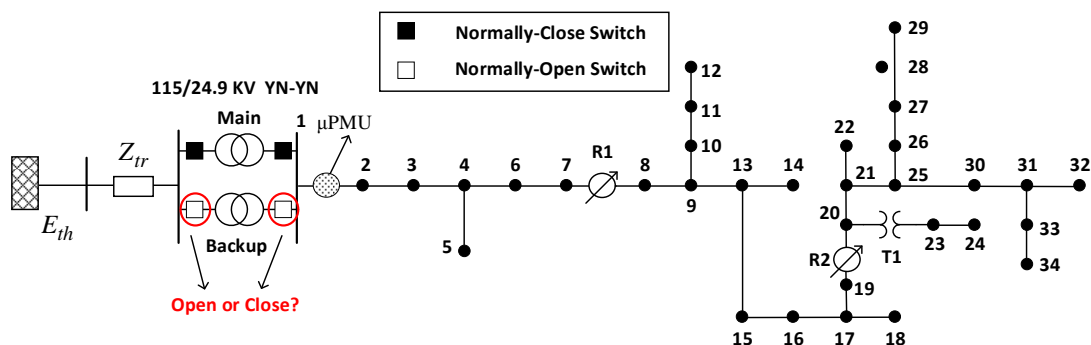 Normally-Close Switch
Normally-Open Switch
115/24.9 KV YN-YN
Main
1
μPMU
E_th
Z_tr
Backup
Open or Close?
2
3
4
5
6
7
R1
8
9
10
11
12
13
14
15
16
17
18
19
R2
20
T1
21
22
23
24
25
26
27
28
29
30
31
32
33
34